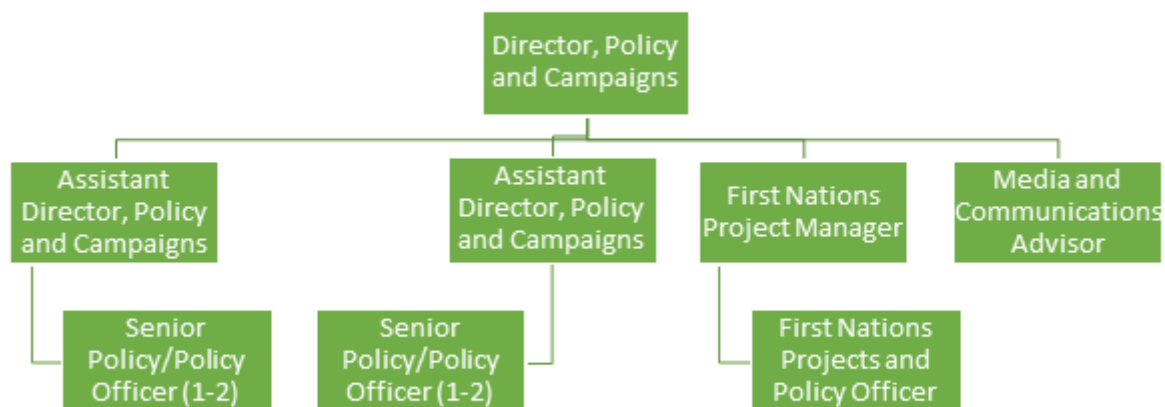 Director, Policy
and Campaigns
Assistant
Director, Policy
and Campaigns
Assistant
Director, Policy
and Campaigns
First Nations
Project Manager
Media and
Communications
Advisor
Senior
Policy/Policy
Officer (1-2)
Senior
Policy/Policy
Officer (1-2)
First Nations
Projects and
Policy Officer